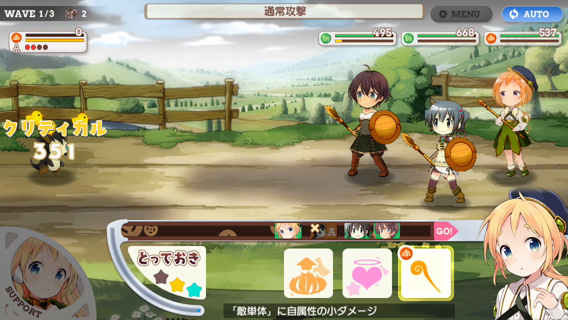 WAVE 1/3
2
通常攻撃
MENU
AUTO
0
A
495
668
537
クリティカル
351
GO!
とっておき
SUPPORT
「敵単体」に自属性の小ダメージ